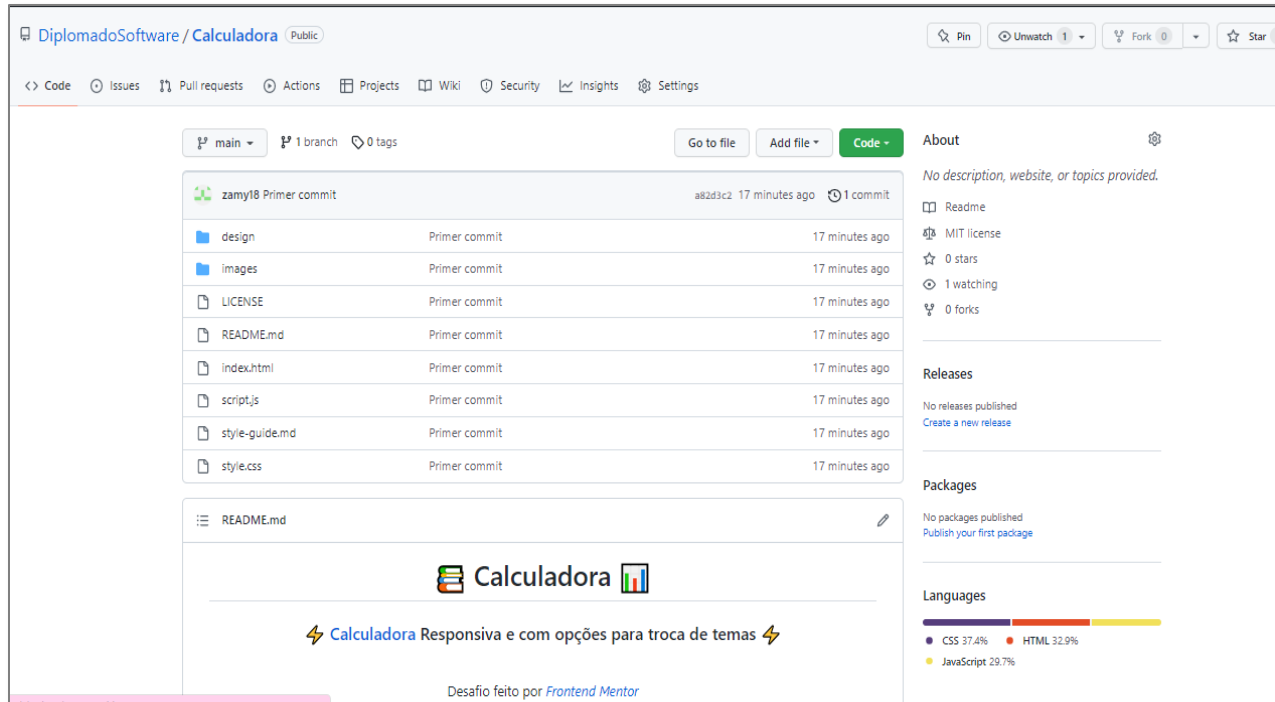 DiplomadoSoftware / Calculadora Public
Pin Unwatch 1 Fork 0 Star
Code Issues Pull requests Actions Projects Wiki Security Insights Settings
main 1 branch 0 tags Go to file Add file Code
zamy18 Primer commit a82d3c2 17 minutes ago 1 commit
design Primer commit 17 minutes ago
images Primer commit 17 minutes ago
LICENSE Primer commit 17 minutes ago
README.md Primer commit 17 minutes ago
index.html Primer commit 17 minutes ago
script.js Primer commit 17 minutes ago
style-guide.md Primer commit 17 minutes ago
style.css Primer commit 17 minutes ago
README.md
Calculadora
Calculadora Responsiva e com opções para troca de temas
Desafio feito por Frontend Mentor
About
No description, website, or topics provided.
Readme
MIT license
0 stars
1 watching
0 forks
Releases
No releases published
Create a new release
Packages
No packages published
Publish your first package
Languages
CSS 37.4% HTML 32.9%
JavaScript 29.7%